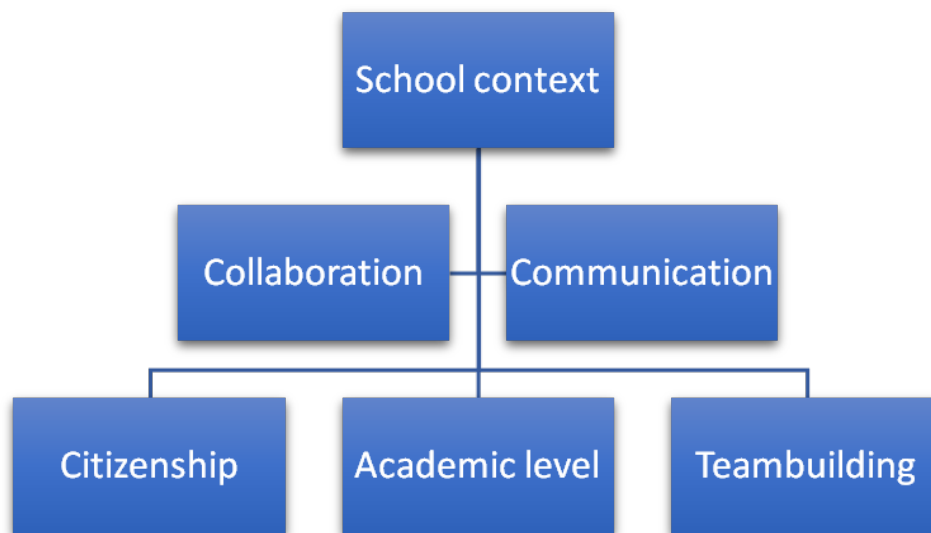 School context
Collaboration
Communication
Citizenship
Academic level
Teambuilding